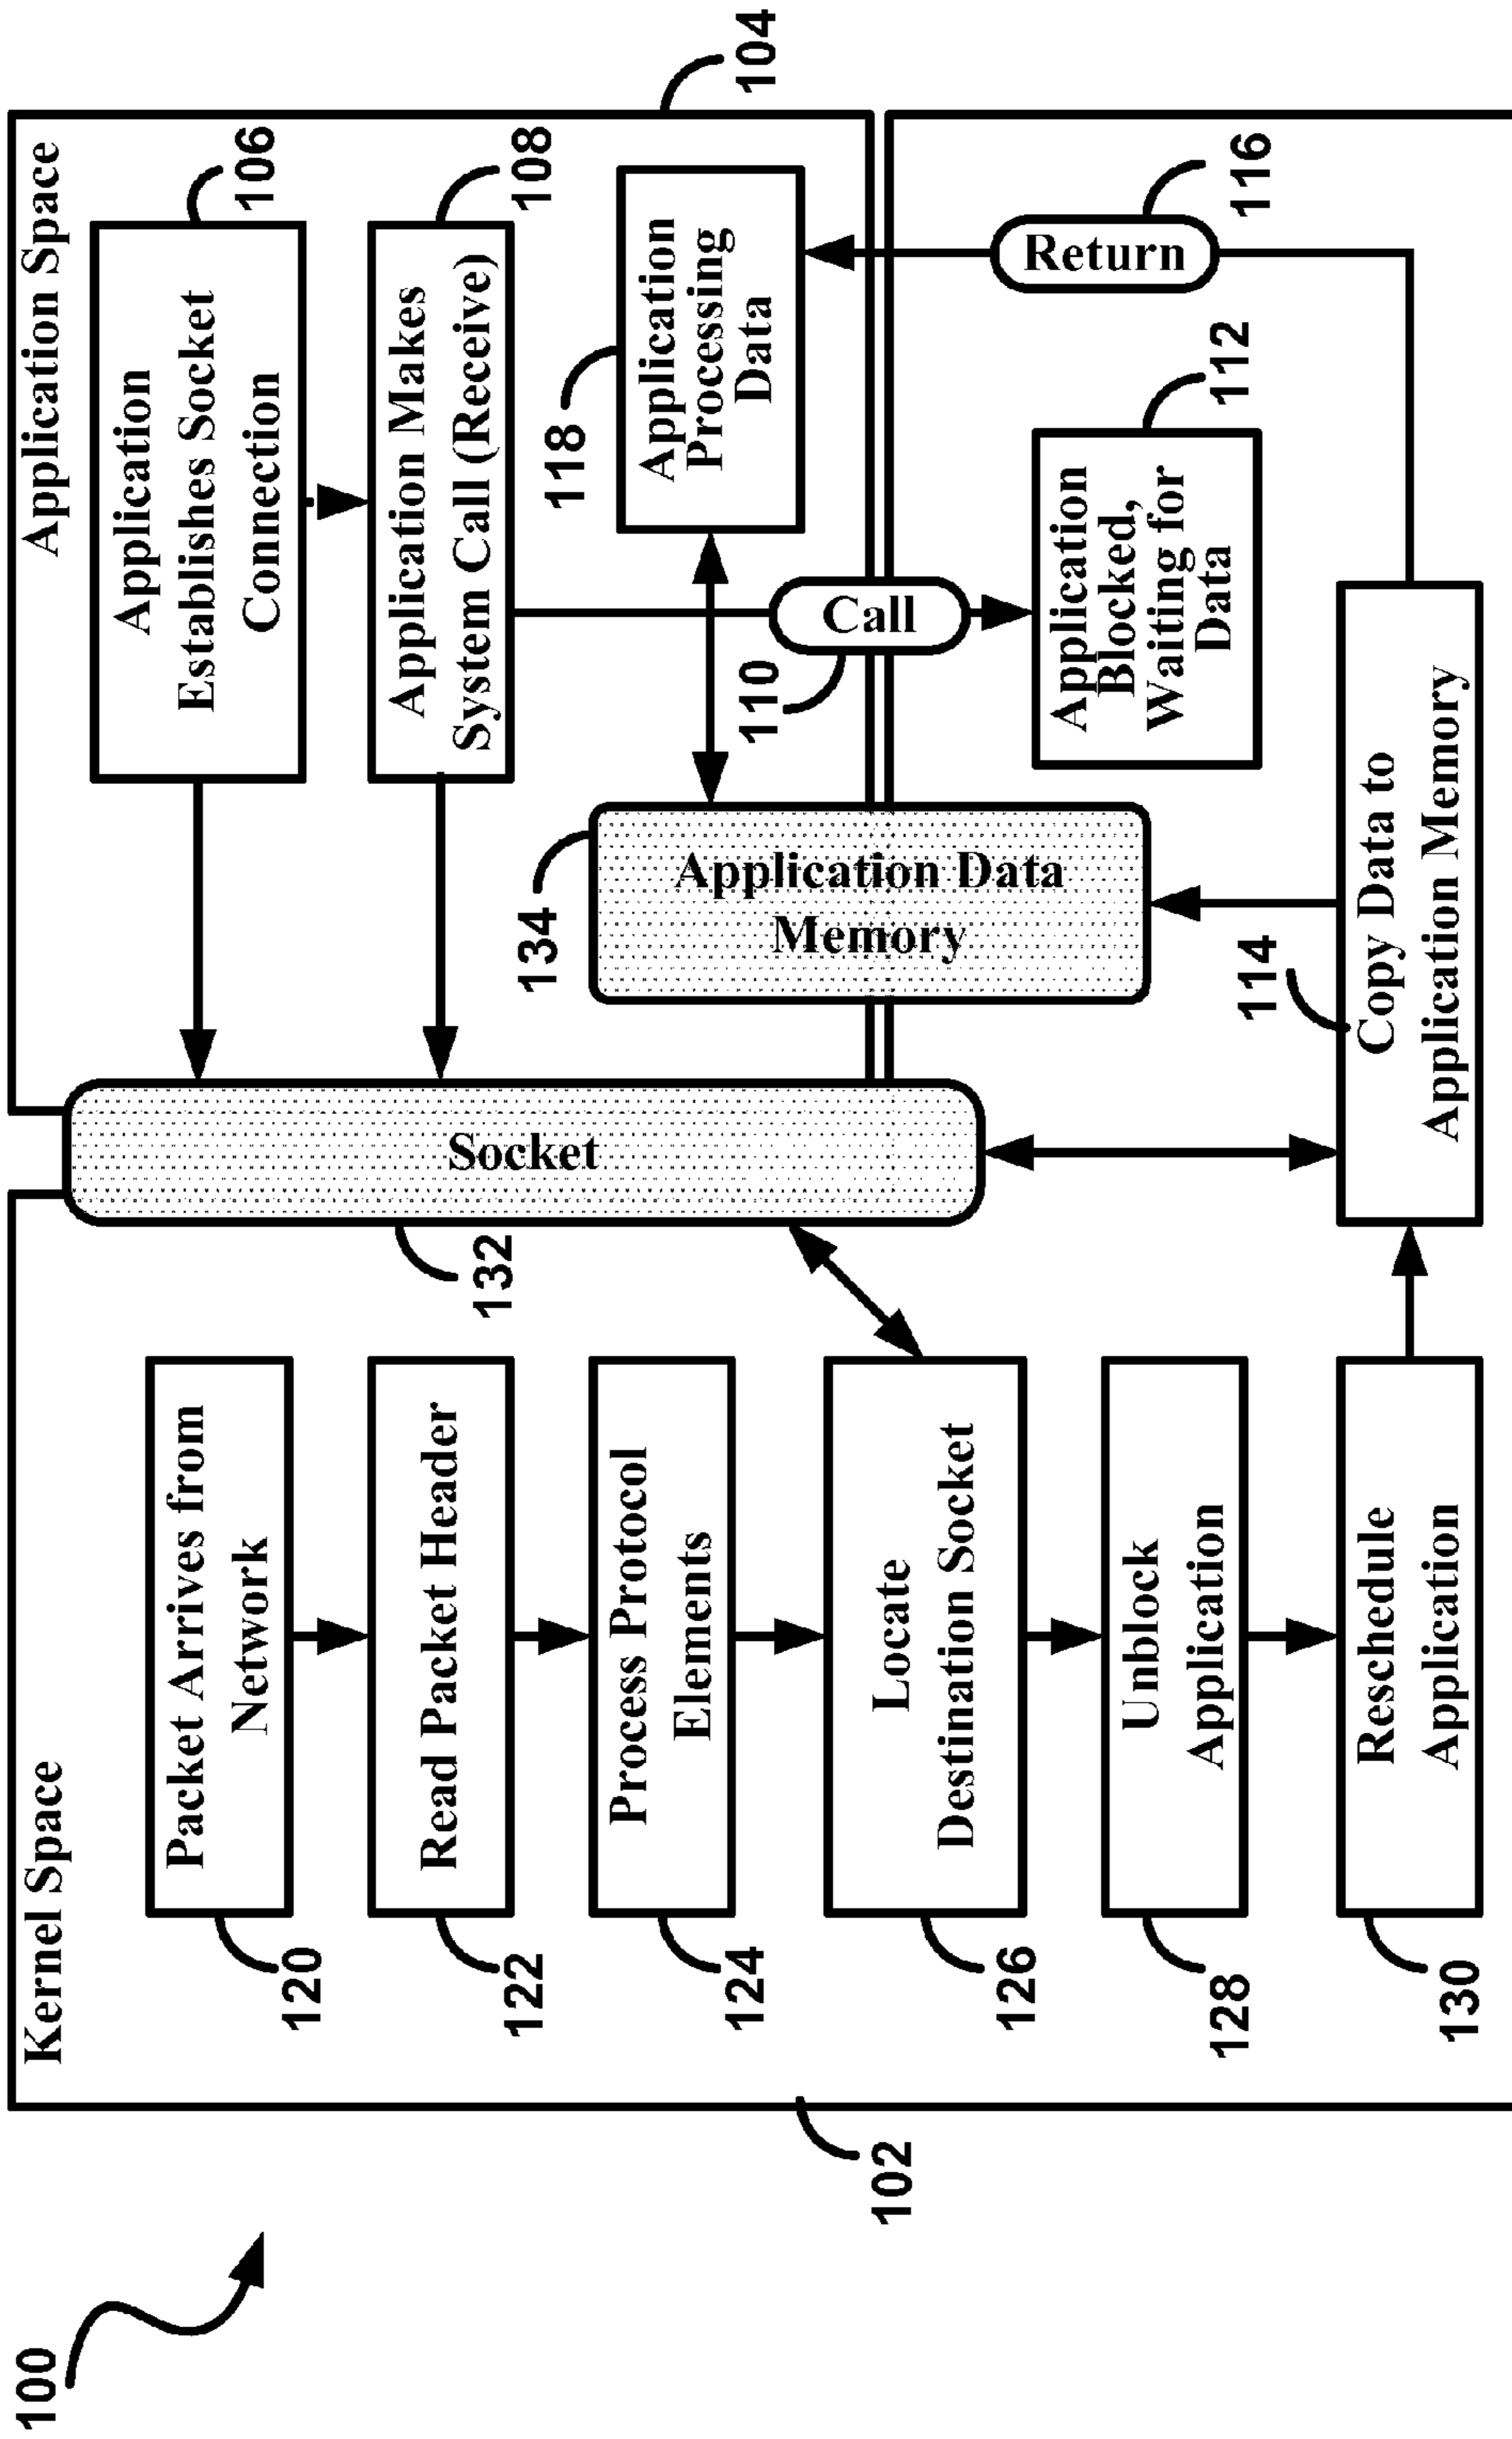 100
102
Kernel Space
Packet Arrives from
Network
120
Read Packet Header
122
Process Protocol
Elements
124
Locate
Destination Socket
126
Unblock
Application
128
Reschedule
Application
130
Socket
132
Application Space
104
Application
Establishes Socket
Connection
106
Application Makes
System Call (Receive)
108
118
Application
Processing
Data
Call
110
134
Application Data
Memory
Application
Blocked,
Waiting for
Data
112
Return
116
114
Copy Data to
Application Memory